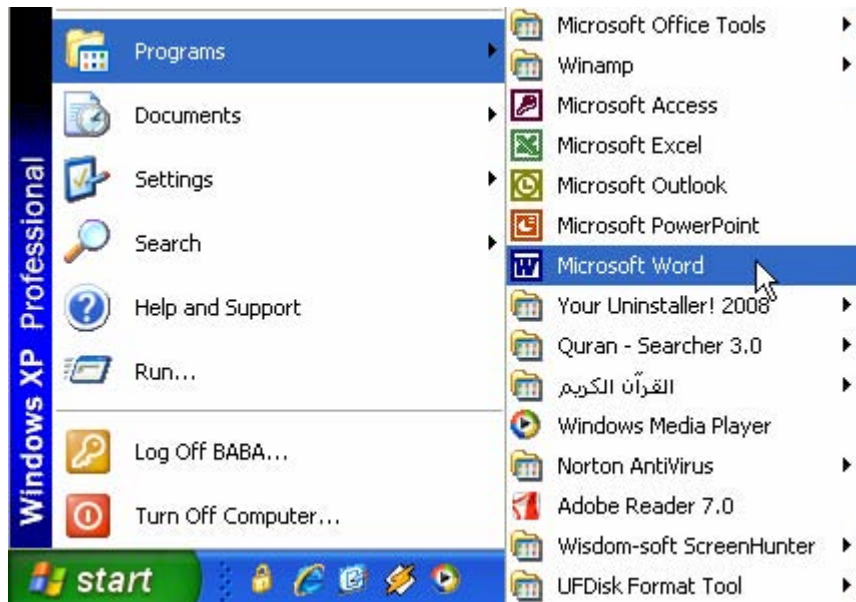 Windows XP Professional
Programs
Documents
Settings
Search
Help and Support
Run...
Log Off BABA...
Turn Off Computer...
start
Microsoft Office Tools
Winamp
Microsoft Access
Microsoft Excel
Microsoft Outlook
Microsoft PowerPoint
Microsoft Word
Your Uninstaller! 2008
Quran - Searcher 3.0
القرآن الكريم
Windows Media Player
Norton AntiVirus
Adobe Reader 7.0
Wisdom-soft ScreenHunter
UFDisk Format Tool